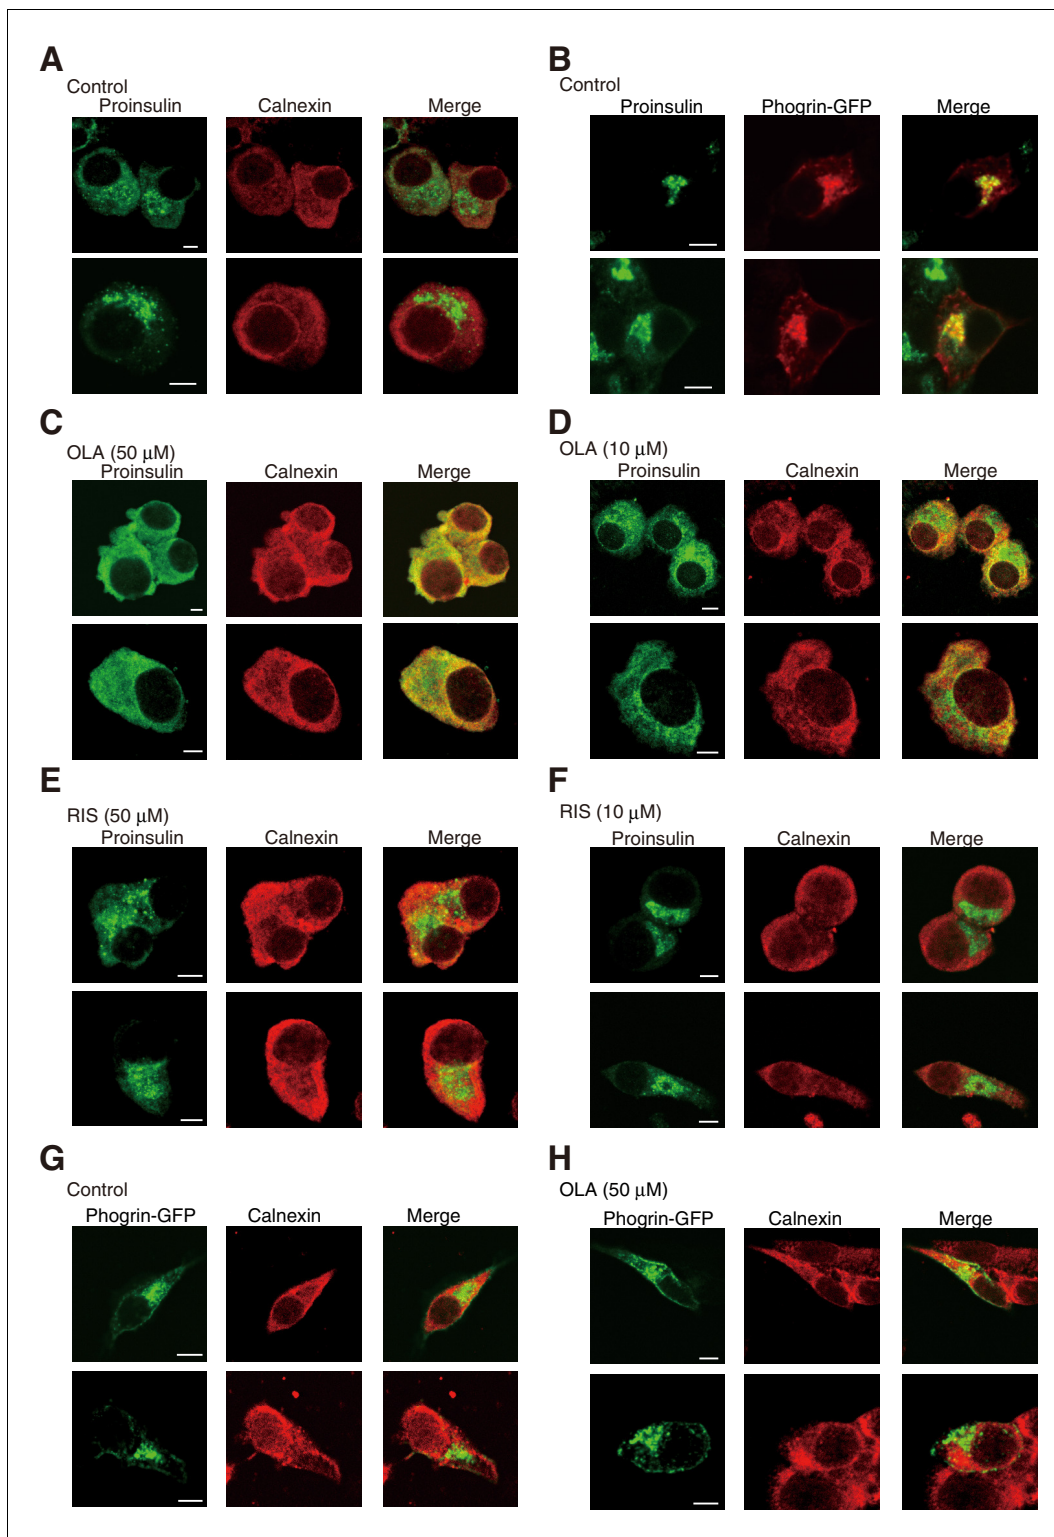 A
Control
Proinsulin Calnexin Merge
B
Control
Proinsulin Phogrin-GFP Merge
C
OLA (50 μM)
Proinsulin Calnexin Merge
D
OLA (10 μM)
Proinsulin Calnexin Merge
E
RIS (50 μM)
Proinsulin Calnexin Merge
F
RIS (10 μM)
Proinsulin Calnexin Merge
G
Control
Phogrin-GFP Calnexin Merge
H
OLA (50 μM)
Phogrin-GFP Calnexin Merge